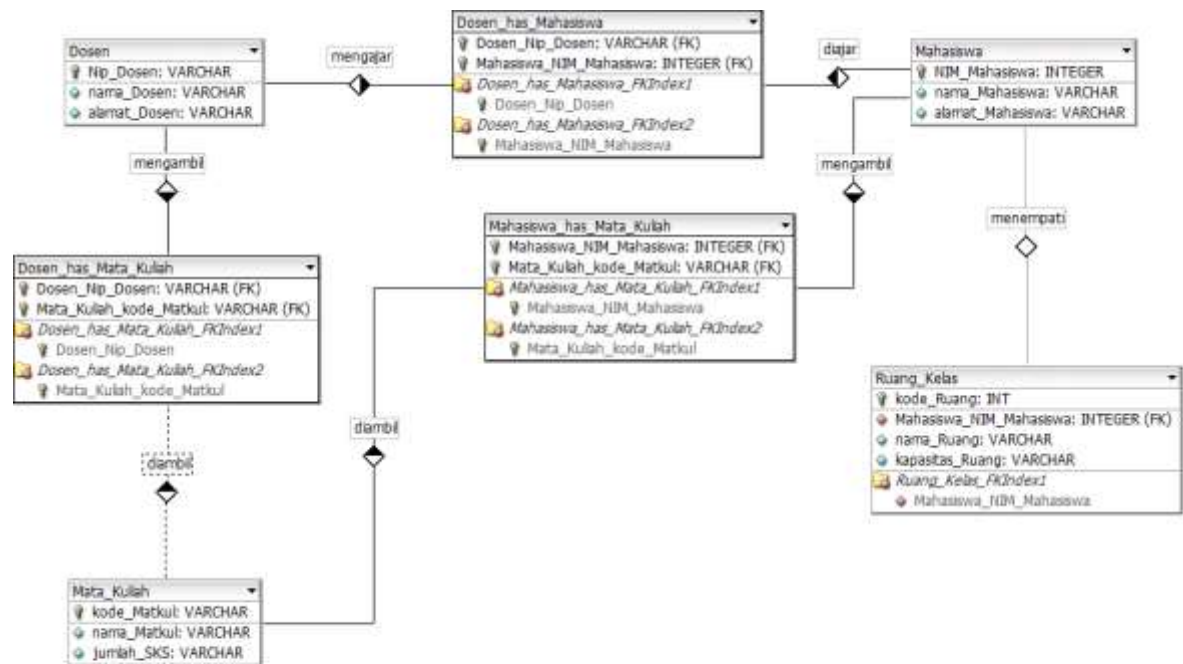 Dosen
Nip_Dosen: VARCHAR
nama_Dosen: VARCHAR
alamat_Dosen: VARCHAR
mengajar
Dosen_has_Mahasiswa
Dosen_Nip_Dosen: VARCHAR (FK)
Mahasiswa_NIM_Mahasiswa: INTEGER (FK)
Dosen_has_Mahasiswa_FKIndex1
Dosen_Nip_Dosen
Dosen_has_Mahasiswa_FKIndex2
Mahasiswa_NIM_Mahasiswa
diajar
Mahasiswa
NIM_Mahasiswa: INTEGER
nama_Mahasiswa: VARCHAR
alamat_Mahasiswa: VARCHAR
mengambil
mengambil
menempati
Dosen_has_Mata_Kuliah
Dosen_Nip_Dosen: VARCHAR (FK)
Mata_Kuliah_kode_Matkul: VARCHAR (FK)
Dosen_has_Mata_Kuliah_FKIndex1
Dosen_Nip_Dosen
Dosen_has_Mata_Kuliah_FKIndex2
Mata_Kuliah_kode_Matkul
Mahasiswa_has_Mata_Kuliah
Mahasiswa_NIM_Mahasiswa: INTEGER (FK)
Mata_Kuliah_kode_Matkul: VARCHAR (FK)
Mahasiswa_has_Mata_Kuliah_FKIndex1
Mahasiswa_NIM_Mahasiswa
Mahasiswa_has_Mata_Kuliah_FKIndex2
Mata_Kuliah_kode_Matkul
Ruang_Kelas
kode_Ruang: INT
Mahasiswa_NIM_Mahasiswa: INTEGER (FK)
nama_Ruang: VARCHAR
kapasitas_Ruang: VARCHAR
Ruang_Kelas_FKIndex1
Mahasiswa_NIM_Mahasiswa
diambil
diambil
Mata_Kuliah
kode_Matkul: VARCHAR
nama_Matkul: VARCHAR
jumlah_SKS: VARCHAR